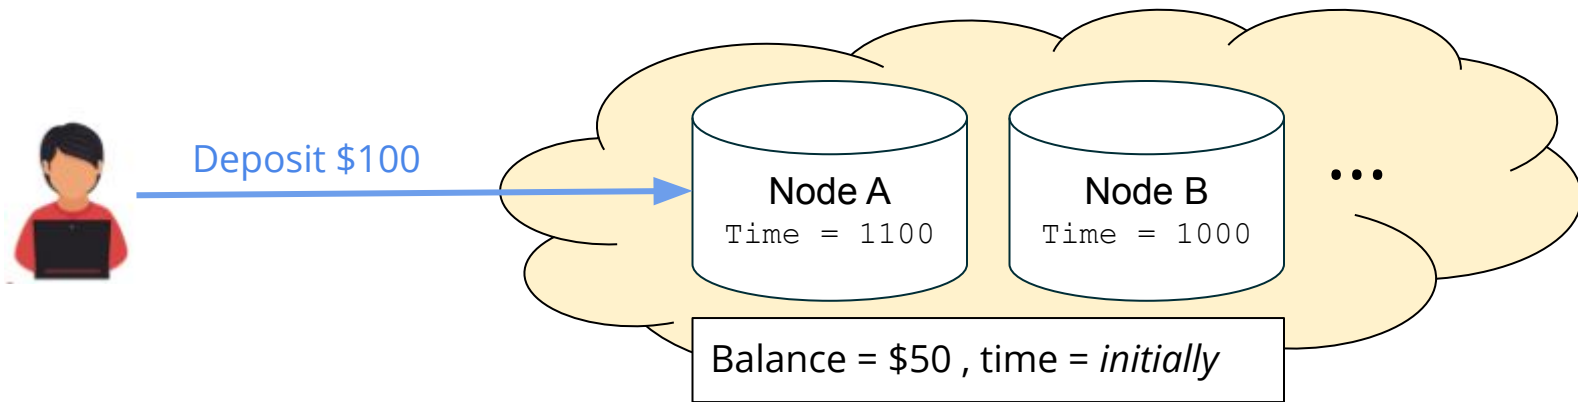 Deposit $100
Node A
Time = 1100
Node B
Time = 1000
...
Balance = $50 , time = initially